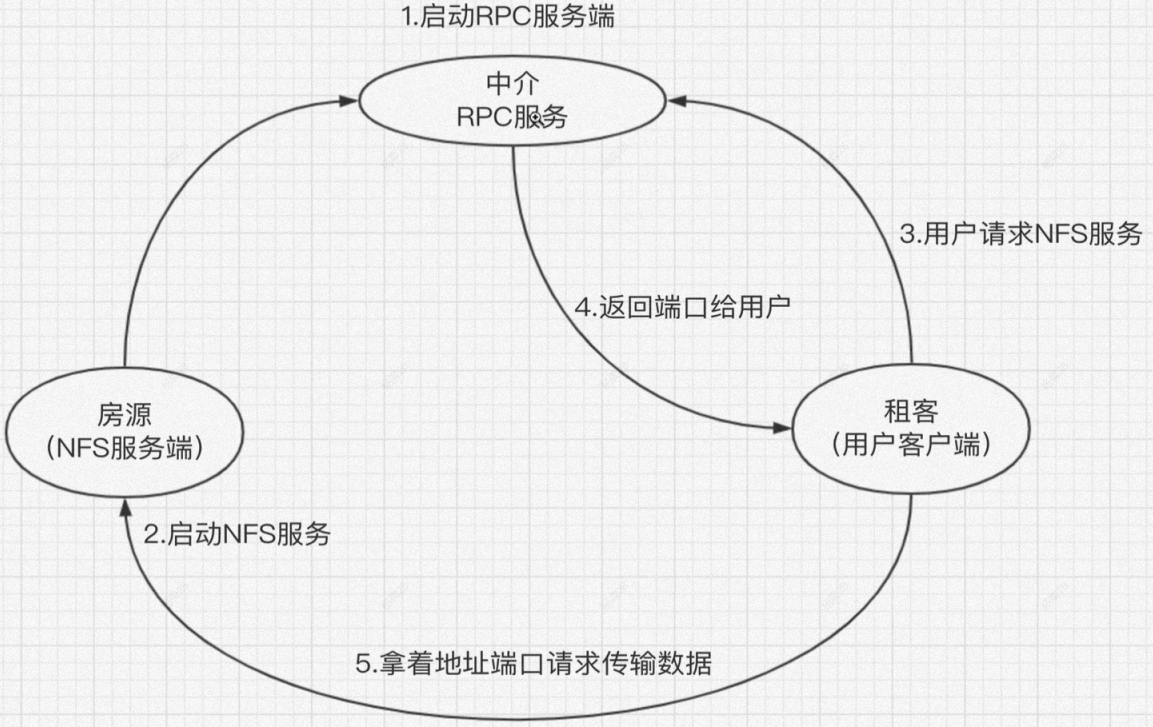 1.启动RPC服务端
中介
RPC服务
3.用户请求NFS服务
4.返回端口给用户
房源
（NFS服务端）
租客
（用户客户端）
2.启动NFS服务
5.拿着地址端口请求传输数据